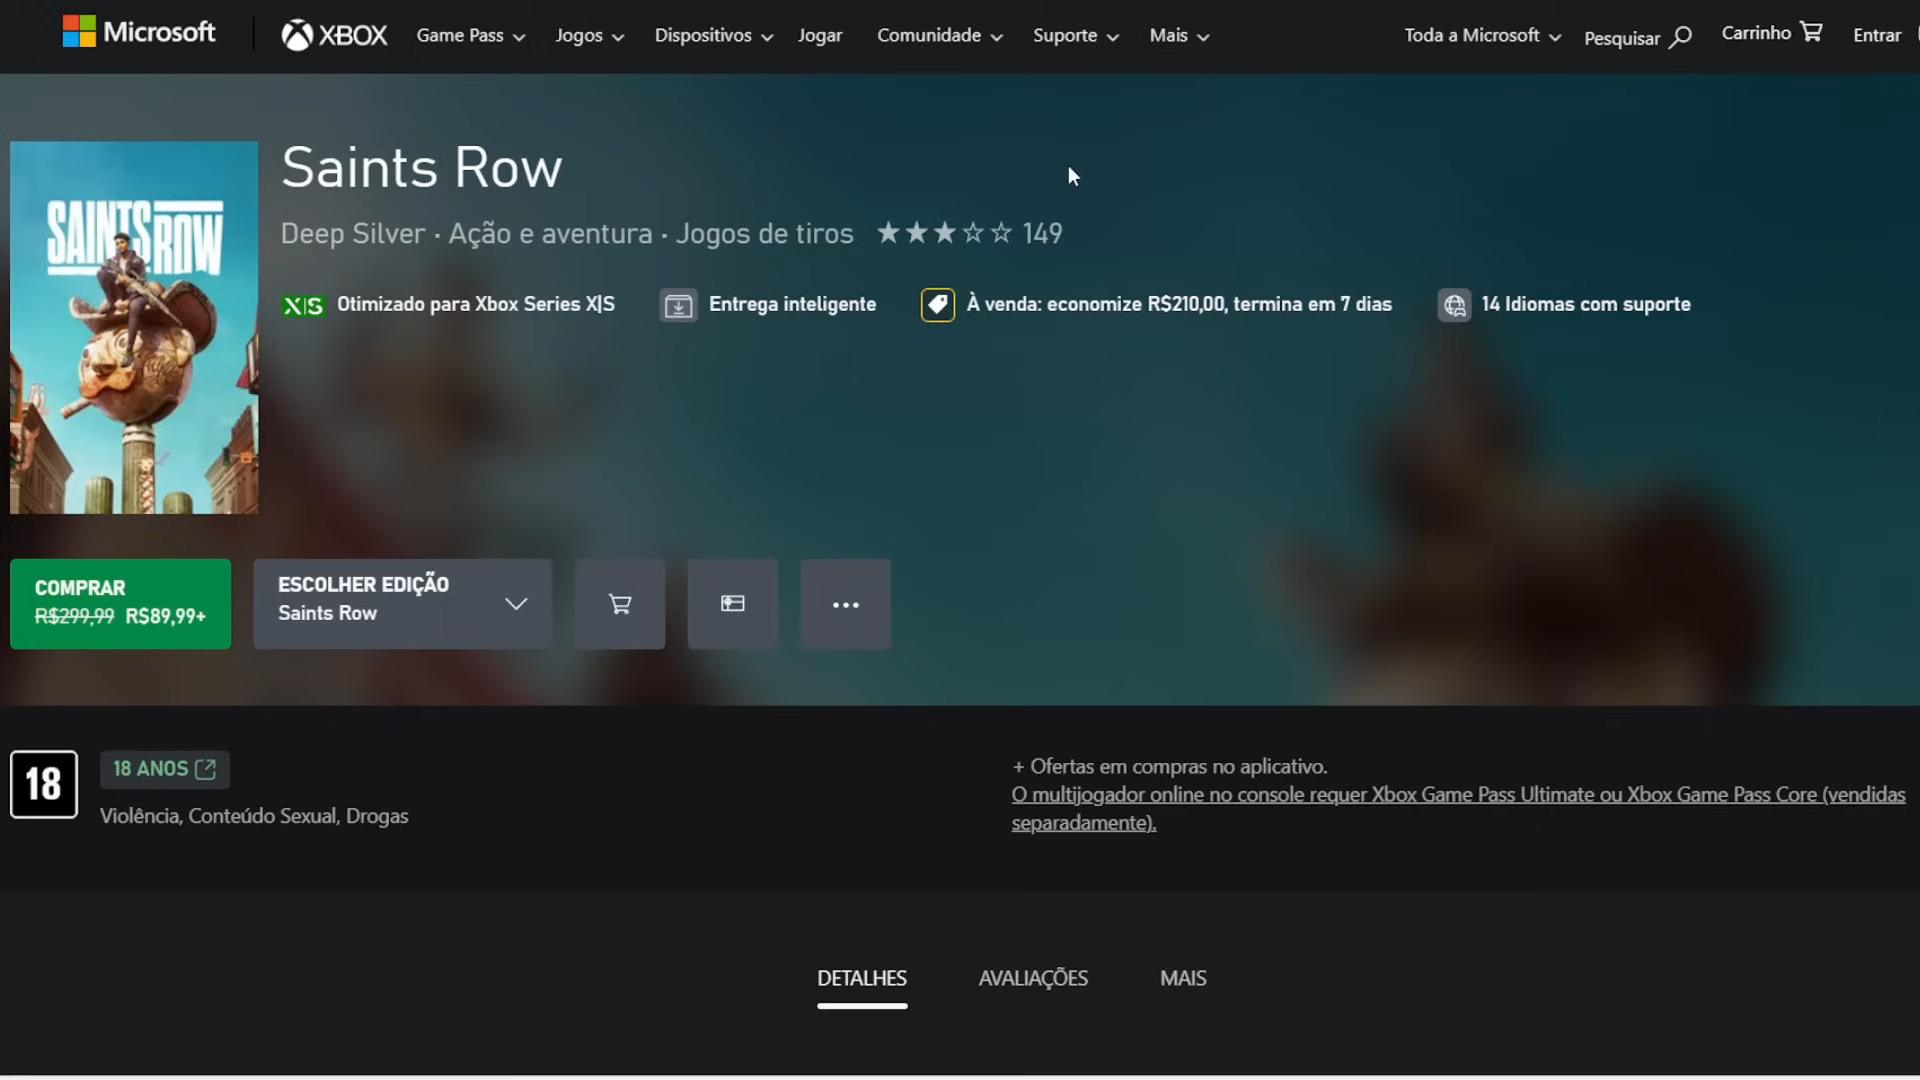 Microsoft
XBOX
Game Pass
Jogos
Dispositivos
Jogar
Comunidade
Suporte
Mais
Toda a Microsoft
Pesquisar
Carrinho
Entrar
SAINTS ROW
Saints Row
Deep Silver · Ação e aventura · Jogos de tiros ★★★☆☆ 149
X|S Otimizado para Xbox Series X|S
Entrega inteligente
À venda: economize R$210,00, termina em 7 dias
14 Idiomas com suporte
COMPRAR
R$299,99 R$89,99+
ESCOLHER EDIÇÃO
Saints Row
18
18 ANOS
Violência, Conteúdo Sexual, Drogas
+ Ofertas em compras no aplicativo.
O multijogador online no console requer Xbox Game Pass Ultimate ou Xbox Game Pass Core (vendidas
separadamente).
DETALHES
AVALIAÇÕES
MAIS